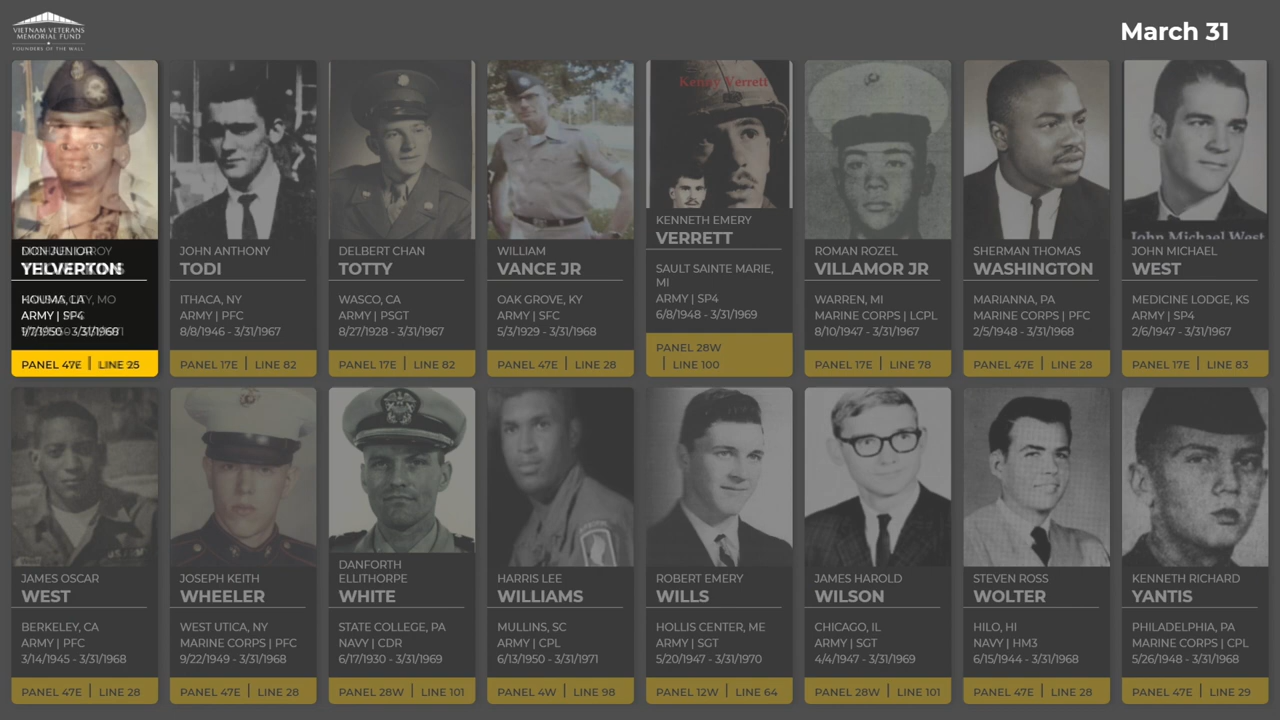 VIETNAM VETERANS
MEMORIAL FUND
FOUNDERS OF THE WALL
March 31
YELVERTON
ARMY | SP4
PANEL 47E | LINE 25
JOHN ANTHONY
TODI
ITHACA, NY
ARMY | PFC
8/8/1946 - 3/31/1967
PANEL 17E | LINE 82
DELBERT CHAN
TOTTY
WASCO, CA
ARMY | PSGT
8/27/1928 - 3/31/1967
PANEL 17E | LINE 82
WILLIAM
VANCE JR
OAK GROVE, KY
ARMY | SFC
5/3/1929 - 3/31/1968
PANEL 47E | LINE 28
Kenny Verrett
KENNETH EMERY
VERRETT
SAULT SAINTE MARIE,
MI
ARMY | SP4
6/8/1948 - 3/31/1969
PANEL 28W
| LINE 100
ROMAN ROZEL
VILLAMOR JR
WARREN, MI
MARINE CORPS | LCPL
8/10/1947 - 3/31/1967
PANEL 17E | LINE 78
SHERMAN THOMAS
WASHINGTON
MARIANNA, PA
MARINE CORPS | PFC
2/5/1948 - 3/31/1968
PANEL 47E | LINE 28
John Michael West
JOHN MICHAEL
WEST
MEDICINE LODGE, KS
ARMY | SP4
2/6/1947 - 3/31/1967
PANEL 17E | LINE 83
JAMES OSCAR
WEST
BERKELEY, CA
ARMY | PFC
3/14/1945 - 3/31/1968
PANEL 47E | LINE 28
JOSEPH KEITH
WHEELER
WEST UTICA, NY
MARINE CORPS | PFC
9/22/1949 - 3/31/1968
PANEL 47E | LINE 28
DANFORTH
ELLITHORPE
WHITE
STATE COLLEGE, PA
NAVY | CDR
6/17/1930 - 3/31/1969
PANEL 28W | LINE 101
HARRIS LEE
WILLIAMS
MULLINS, SC
ARMY | CPL
6/13/1950 - 3/31/1971
PANEL 4W | LINE 98
ROBERT EMERY
WILLS
HOLLIS CENTER, ME
ARMY | SGT
5/20/1947 - 3/31/1970
PANEL 12W | LINE 64
JAMES HAROLD
WILSON
CHICAGO, IL
ARMY | SGT
4/4/1947 - 3/31/1969
PANEL 28W | LINE 101
STEVEN ROSS
WOLTER
HILO, HI
NAVY | HM3
6/15/1944 - 3/31/1968
PANEL 47E | LINE 28
KENNETH RICHARD
YANTIS
PHILADELPHIA, PA
MARINE CORPS | CPL
5/26/1948 - 3/31/1968
PANEL 47E | LINE 29